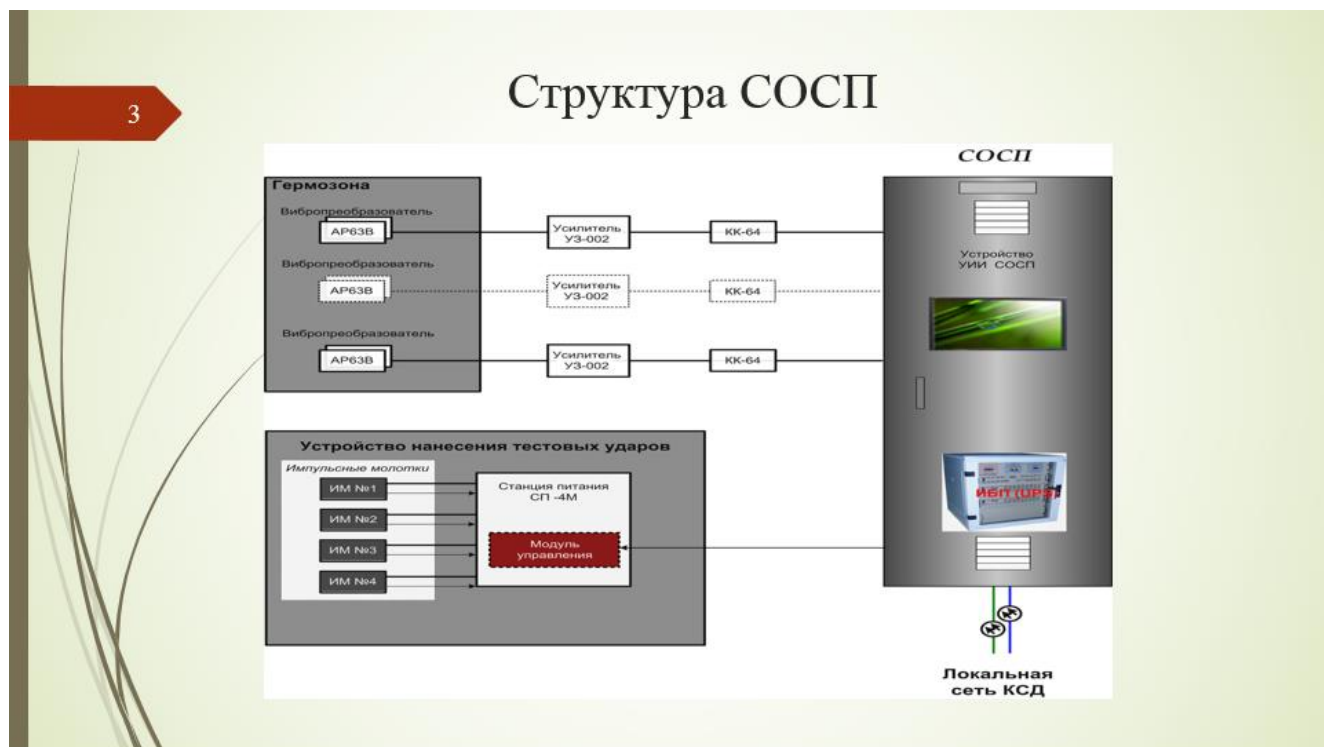 3
Структура СОСП
СОСП
Гермозона
Вибропреобразователь
АР63В
Усилитель
УЗ-002
КК-64
Устройство
УИИ СОСП
Вибропреобразователь
АР63В
Усилитель
УЗ-002
КК-64
Вибропреобразователь
АР63В
Усилитель
УЗ-002
КК-64
Устройство нанесения тестовых ударов
Импульсные молотки
ИМ №1
ИМ №2
ИМ №3
ИМ №4
Станция питания
СП -4М
Модуль
управления
ИБП (UPS)
Локальная
сеть КСД